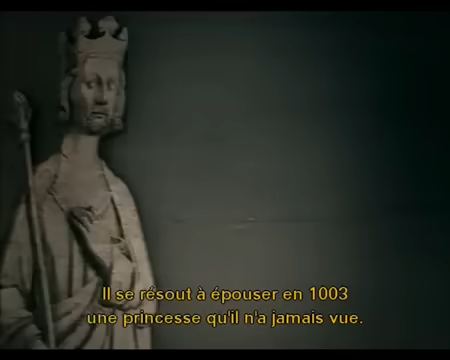 Il se résout à épouser en 1003
une princesse qu'il n'a jamais vue.